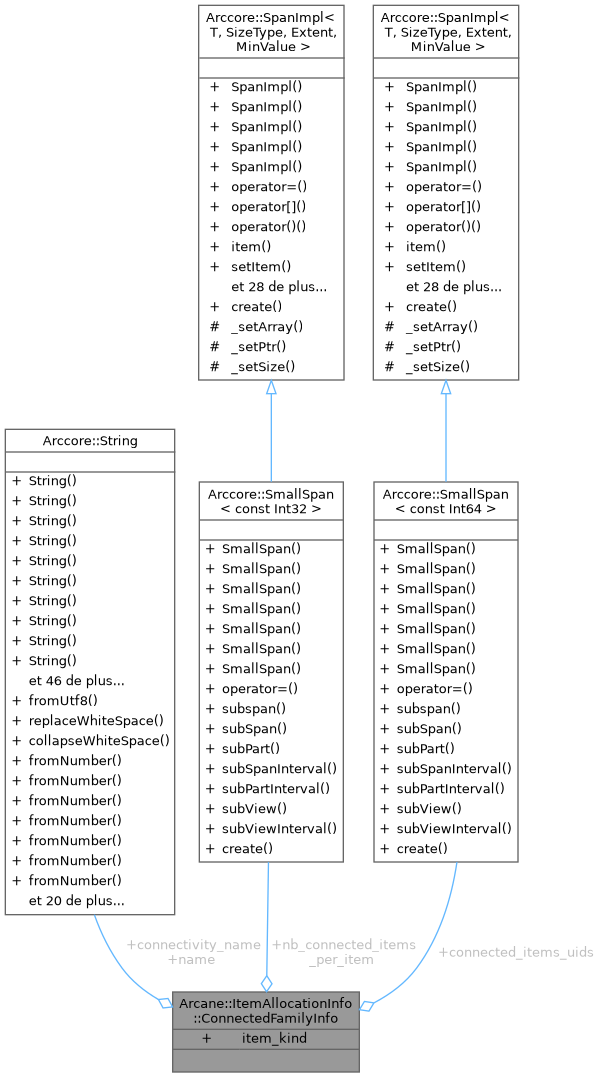 Arccore::SpanImpl<
T, SizeType, Extent,
MinValue >
+ SpanImpl()
+ SpanImpl()
+ SpanImpl()
+ SpanImpl()
+ SpanImpl()
+ operator=()
+ operator[]()
+ operator()()
+ item()
+ setItem()
et 28 de plus...
+ create()
# _setArray()
# _setPtr()
# _setSize()
Arccore::SpanImpl<
T, SizeType, Extent,
MinValue >
+ SpanImpl()
+ SpanImpl()
+ SpanImpl()
+ SpanImpl()
+ SpanImpl()
+ operator=()
+ operator[]()
+ operator()()
+ item()
+ setItem()
et 28 de plus...
+ create()
# _setArray()
# _setPtr()
# _setSize()
Arccore::String
+ String()
+ String()
+ String()
+ String()
+ String()
+ String()
+ String()
+ String()
+ String()
+ String()
et 46 de plus...
+ fromUtf8()
+ replaceWhiteSpace()
+ collapseWhiteSpace()
+ fromNumber()
+ fromNumber()
+ fromNumber()
+ fromNumber()
+ fromNumber()
+ fromNumber()
+ fromNumber()
et 20 de plus...
Arccore::SmallSpan
< const Int32 >
+ SmallSpan()
+ SmallSpan()
+ SmallSpan()
+ SmallSpan()
+ SmallSpan()
+ SmallSpan()
+ SmallSpan()
+ operator=()
+ subspan()
+ subSpan()
+ subPart()
+ subSpanInterval()
+ subPartInterval()
+ subView()
+ subViewInterval()
+ create()
Arccore::SmallSpan
< const Int64 >
+ SmallSpan()
+ SmallSpan()
+ SmallSpan()
+ SmallSpan()
+ SmallSpan()
+ SmallSpan()
+ SmallSpan()
+ operator=()
+ subspan()
+ subSpan()
+ subPart()
+ subSpanInterval()
+ subPartInterval()
+ subView()
+ subViewInterval()
+ create()
+connectivity_name
+name
+nb_connected_items
_per_item
+connected_items_uids
Arcane::ItemAllocationInfo
::ConnectedFamilyInfo
+ item_kind